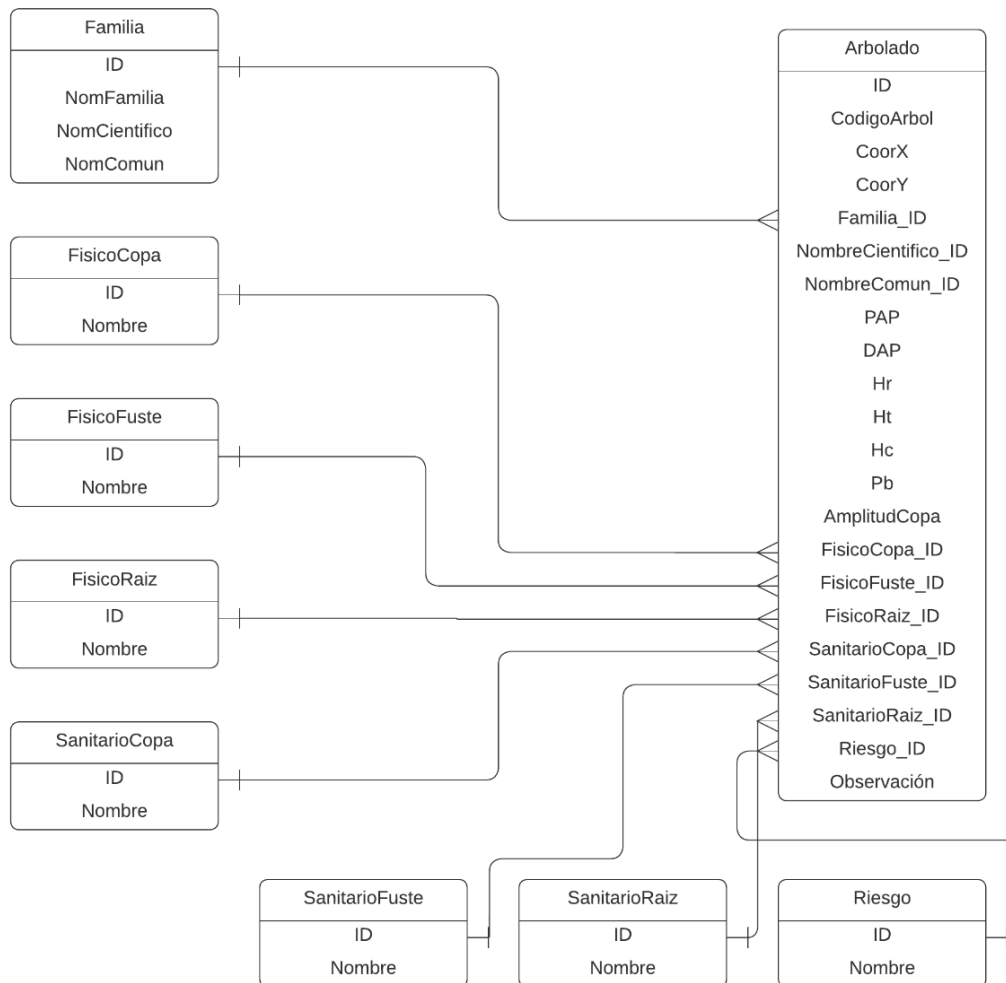 Familia
ID
NomFamilia
NomCientifico
NomComun
FisicoCopa
ID
Nombre
FisicoFuste
ID
Nombre
FisicoRaiz
ID
Nombre
SanitarioCopa
ID
Nombre
SanitarioFuste
ID
Nombre
SanitarioRaiz
ID
Nombre
Riesgo
ID
Nombre
Arbolado
ID
CodigoArbol
CoorX
CoorY
Familia_ID
NombreCientifico_ID
NombreComun_ID
PAP
DAP
Hr
Ht
Hc
Pb
AmplitudCopa
FisicoCopa_ID
FisicoFuste_ID
FisicoRaiz_ID
SanitarioCopa_ID
SanitarioFuste_ID
SanitarioRaiz_ID
Riesgo_ID
Observación